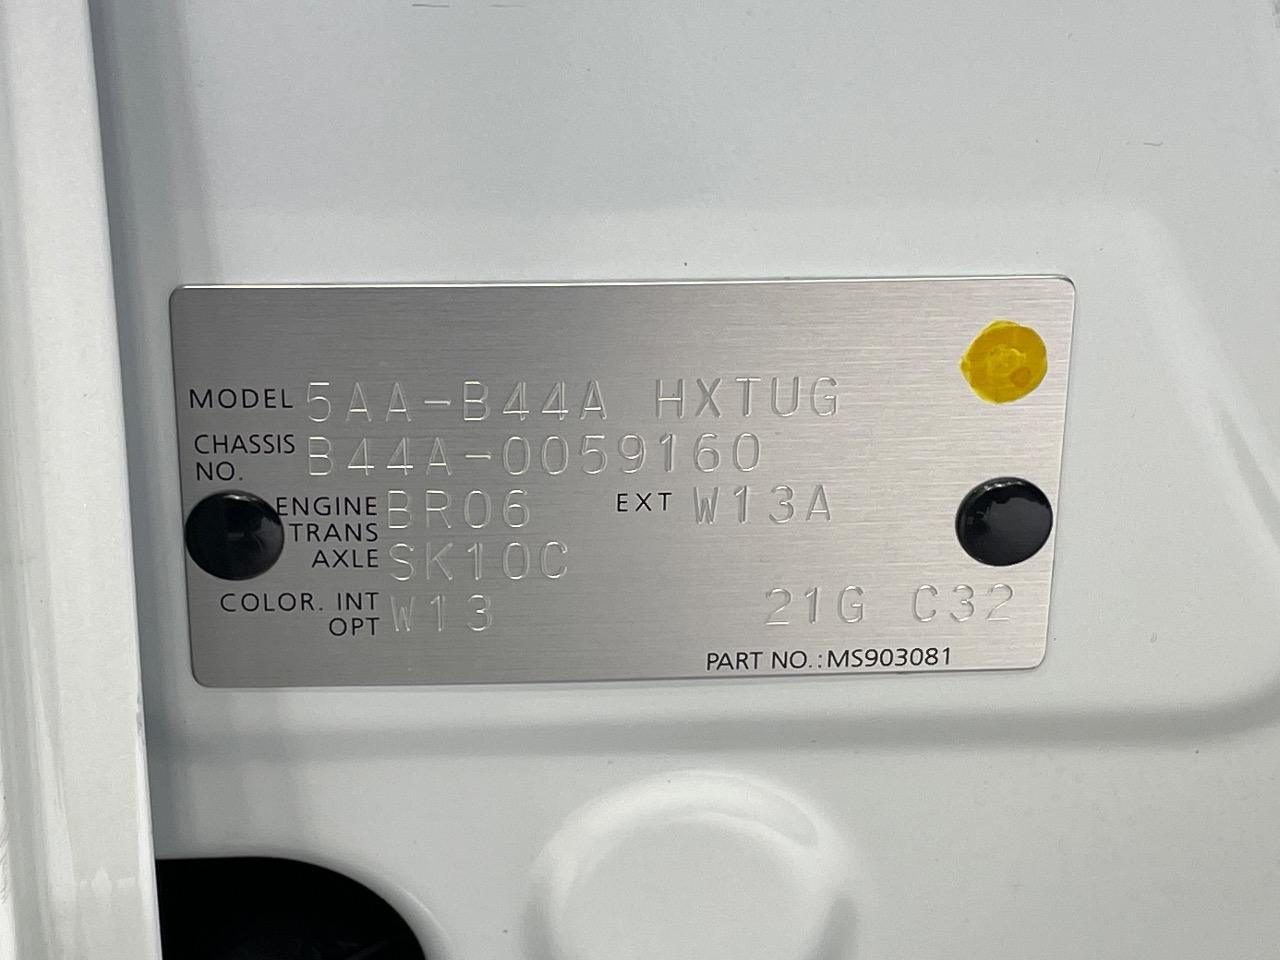 MODEL 5AA-B44A HXTUG
CHASSIS NO. B44A-0059160
ENGINE BR06 EXT W13A
TRANS AXLE SK10C
COLOR. INT W13 21G C32
OPT
PART NO.:MS903081